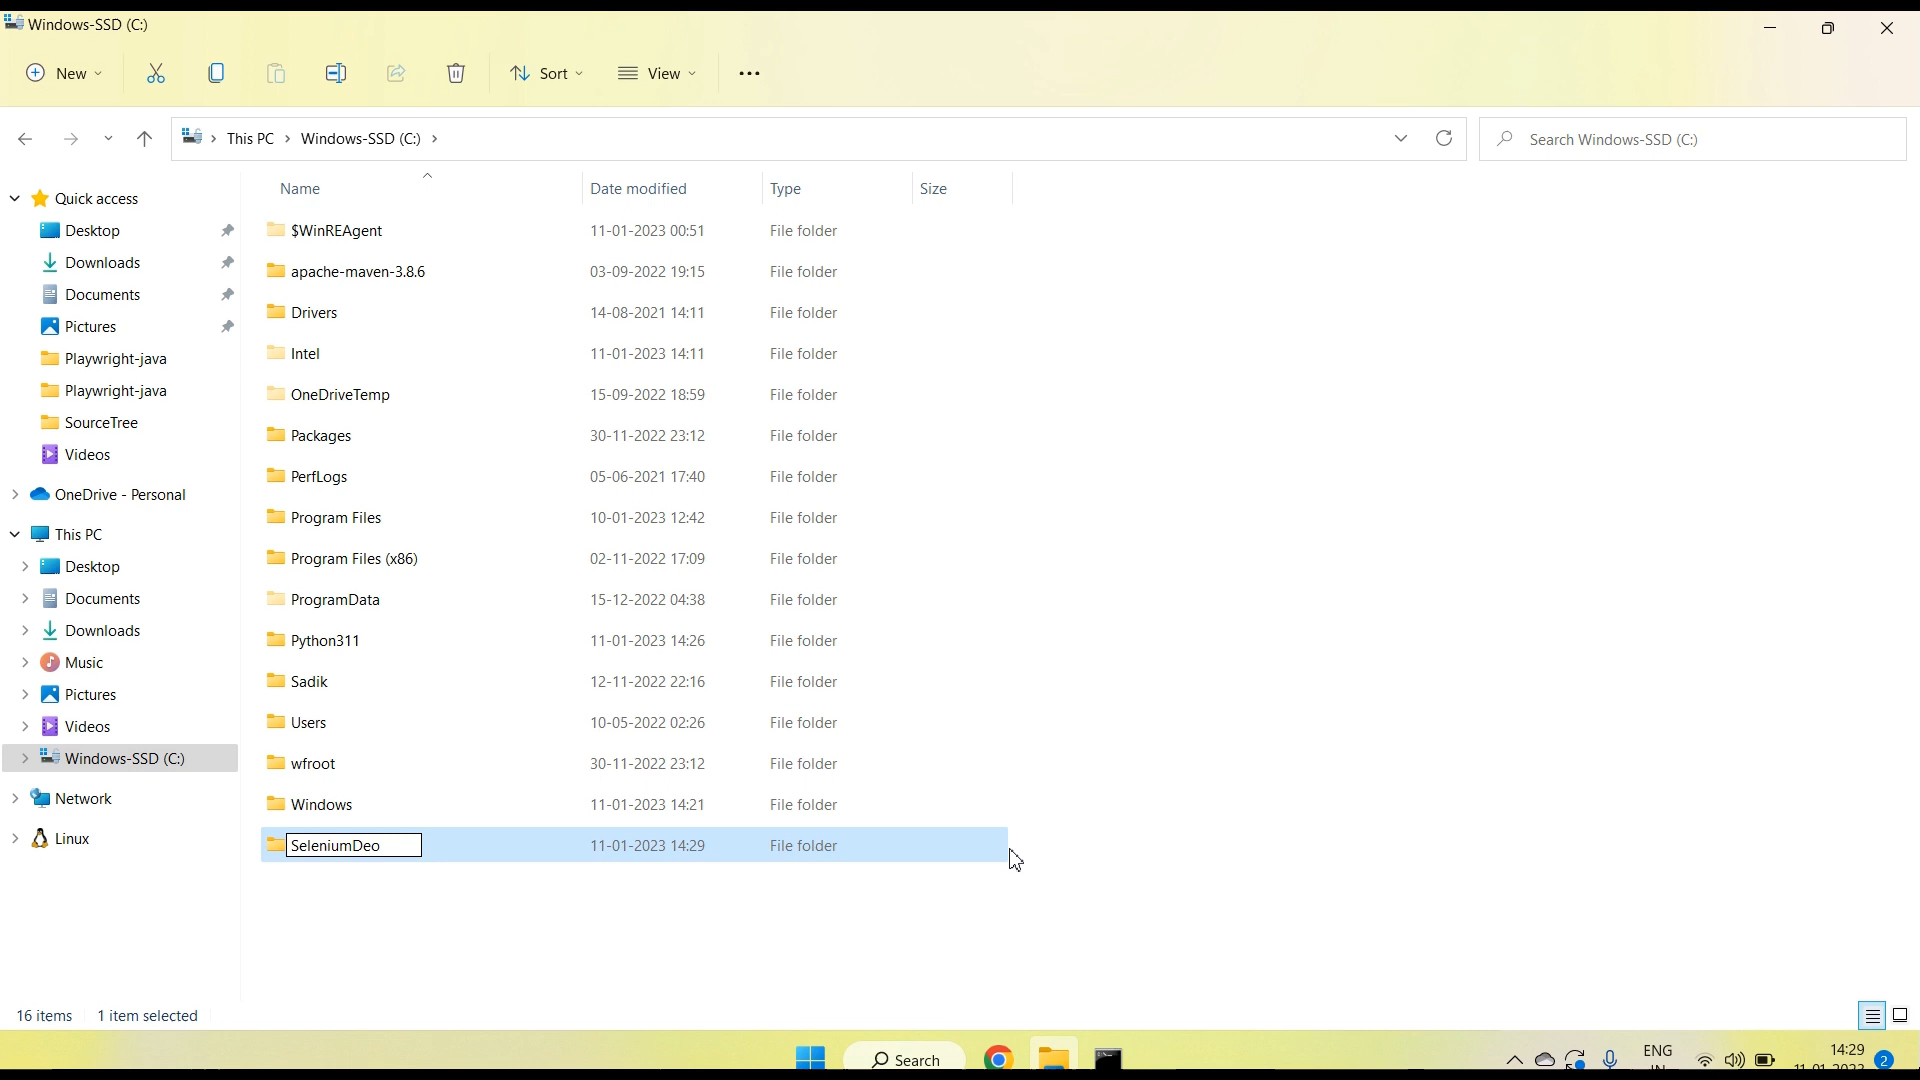 Windows-SSD (C:)
New Sort View
This PC Windows-SSD (C:) Search Windows-SSD (C:)
Name Date modified Type Size
Quick access
Desktop
Downloads
Documents
Pictures
Playwright-java
Playwright-java
SourceTree
Videos
OneDrive - Personal
This PC
Desktop
Documents
Downloads
Music
Pictures
Videos
Windows-SSD (C:)
Network
Linux
$WinREAgent 11-01-2023 00:51 File folder
apache-maven-3.8.6 03-09-2022 19:15 File folder
Drivers 14-08-2021 14:11 File folder
Intel 11-01-2023 14:11 File folder
OneDriveTemp 15-09-2022 18:59 File folder
Packages 30-11-2022 23:12 File folder
PerfLogs 05-06-2021 17:40 File folder
Program Files 10-01-2023 12:42 File folder
Program Files (x86) 02-11-2022 17:09 File folder
ProgramData 15-12-2022 04:38 File folder
Python311 11-01-2023 14:26 File folder
Sadik 12-11-2022 22:16 File folder
Users 10-05-2022 02:26 File folder
wfroot 30-11-2022 23:12 File folder
Windows 11-01-2023 14:21 File folder
SeleniumDeo 11-01-2023 14:29 File folder
16 items 1 item selected
Search ENG 14:29 2